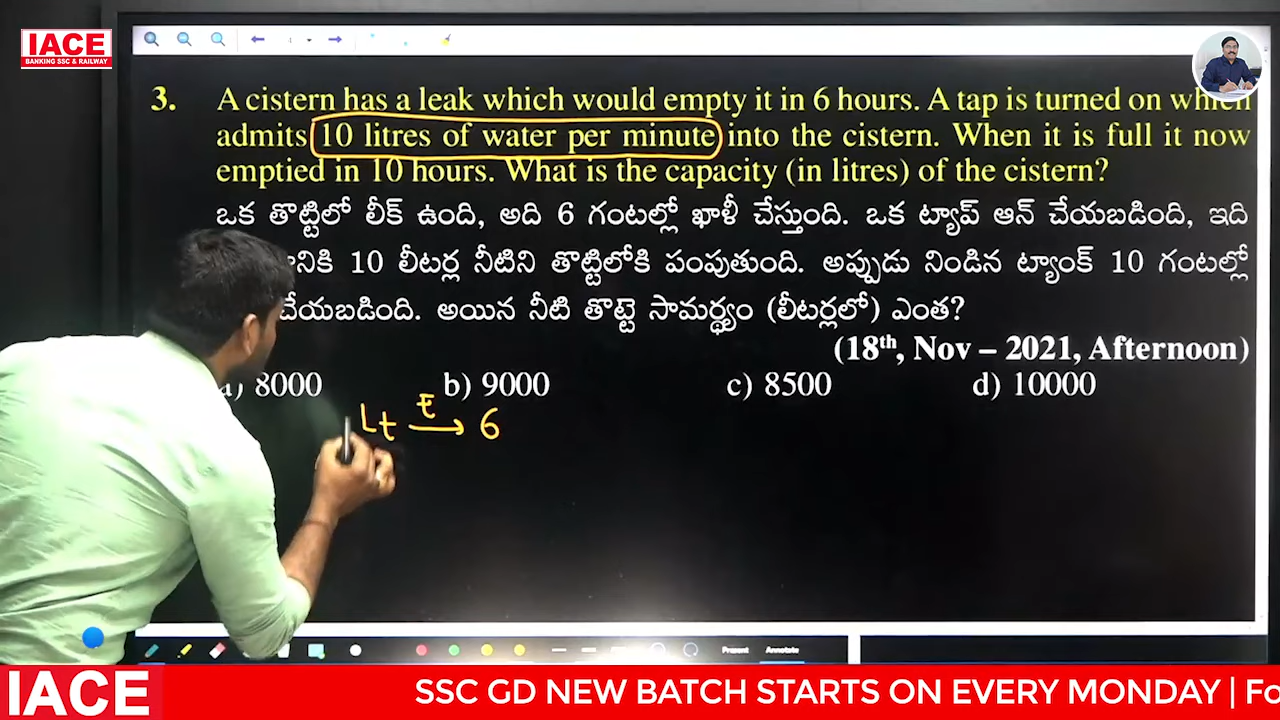 IACE
BANKING SSC & RAILWAY
3. A cistern has a leak which would empty it in 6 hours. A tap is turned on which
admits 10 litres of water per minute into the cistern. When it is full it now
emptied in 10 hours. What is the capacity (in litres) of the cistern?
ఒక తొట్టిలో లీక్ ఉంది, అది 6 గంటల్లో ఖాళీ చేస్తుంది. ఒక ట్యాప్ ఆన్ చేయబడింది, ఇది
10 లీటర్ల నీటిని తొట్టిలోకి పంపుతుంది. అప్పుడు నిండిన ట్యాంక్ 10 గంటల్లో
చేయబడింది. అయిన నీటి తొట్టె సామర్థ్యం (లీటర్లలో) ఎంత?
(18th, Nov – 2021, Afternoon)
a) 8000 b) 9000 c) 8500 d) 10000
Lt E → 6
Present Annotate
IACE SSC GD NEW BATCH STARTS ON EVERY MONDAY |